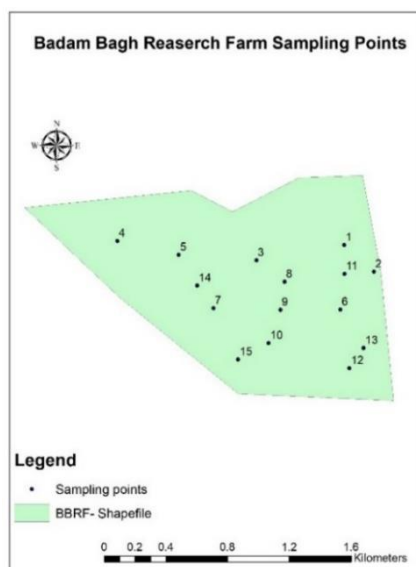 Badam Bagh Reaserch Farm Sampling Points
N
W E
S
1
4
5
3
2
11
14
8
7
9
6
10
13
15
12
Legend
Sampling points
BBRF- Shapefile
0 0.2 0.4 0.8 1.2 1.6
Kilometers